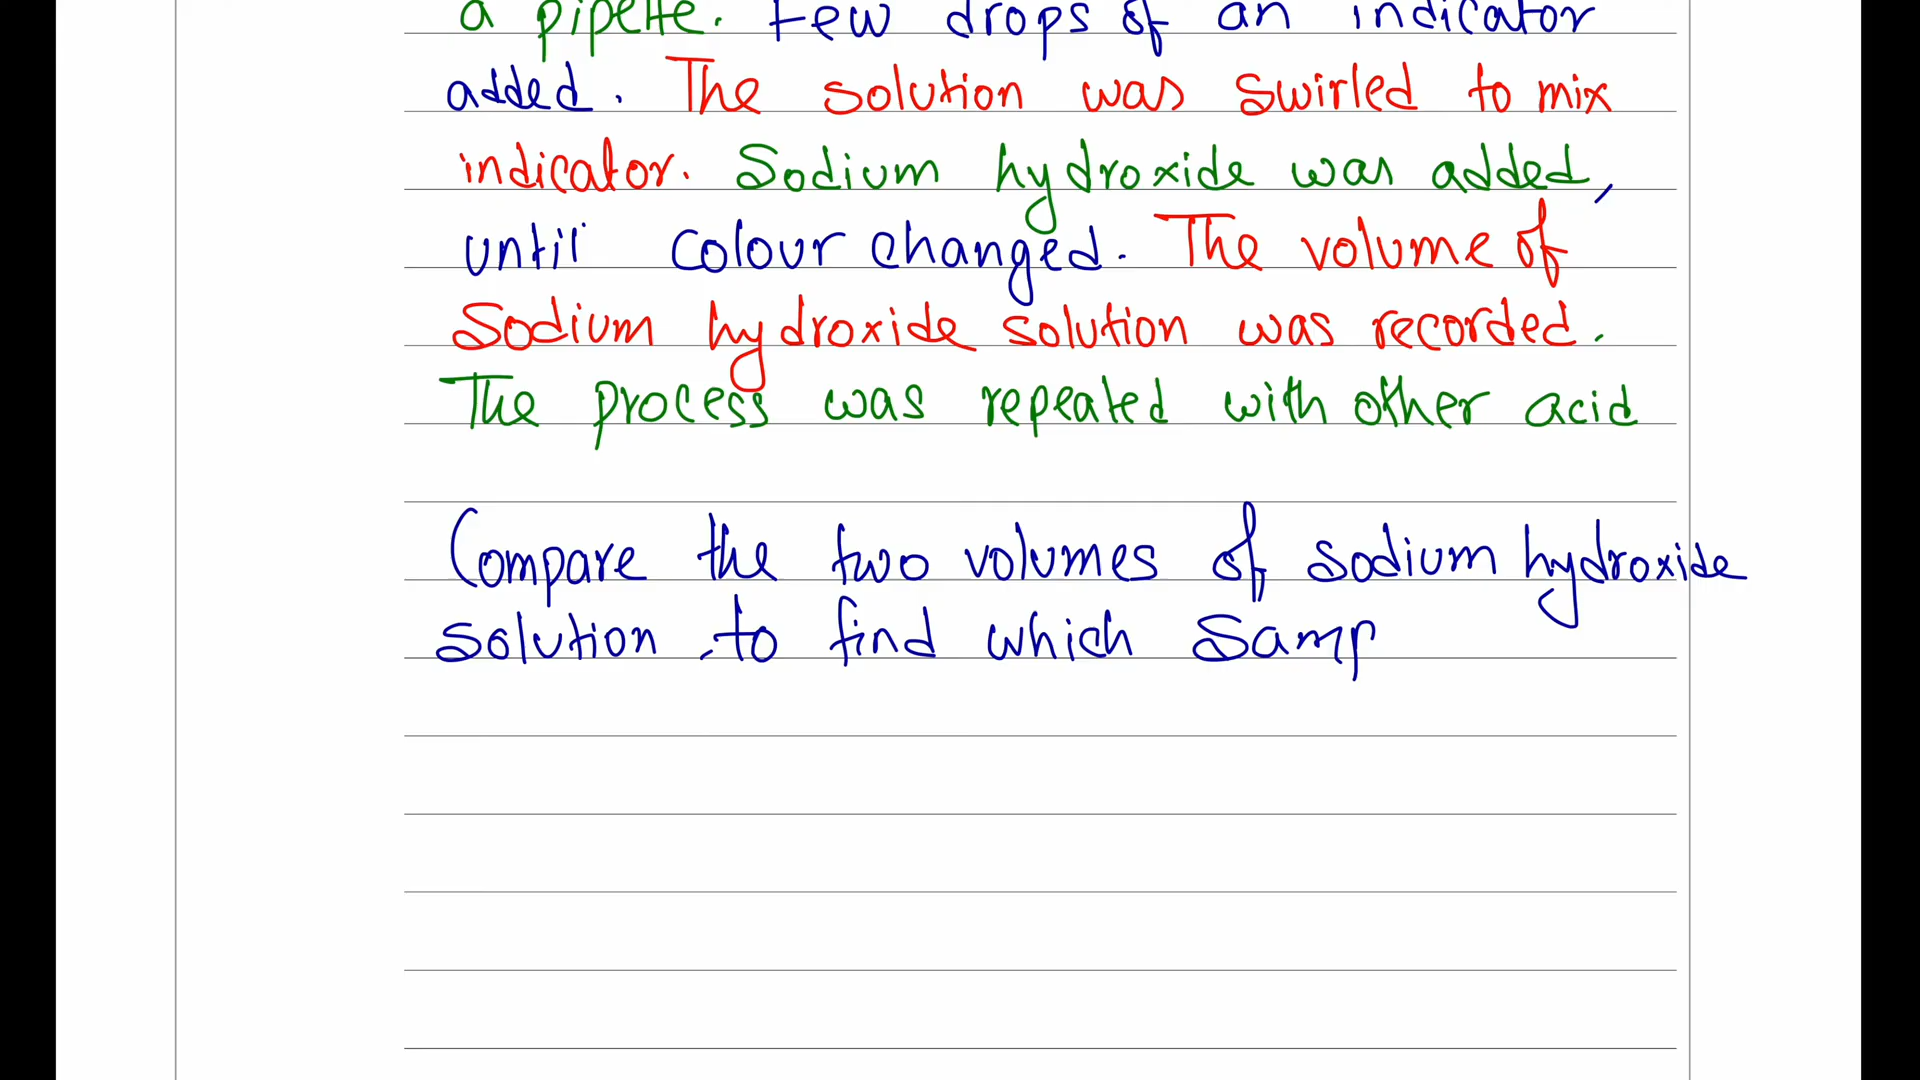 a pipette. Few drops of an indicator
added. The solution was swirled to mix
indicator. Sodium hydroxide was added,
until colour changed. The volume of
Sodium hydroxide solution was recorded.
The process was repeated with other acid
Compare the two volumes of sodium hydroxide
solution to find which Samp